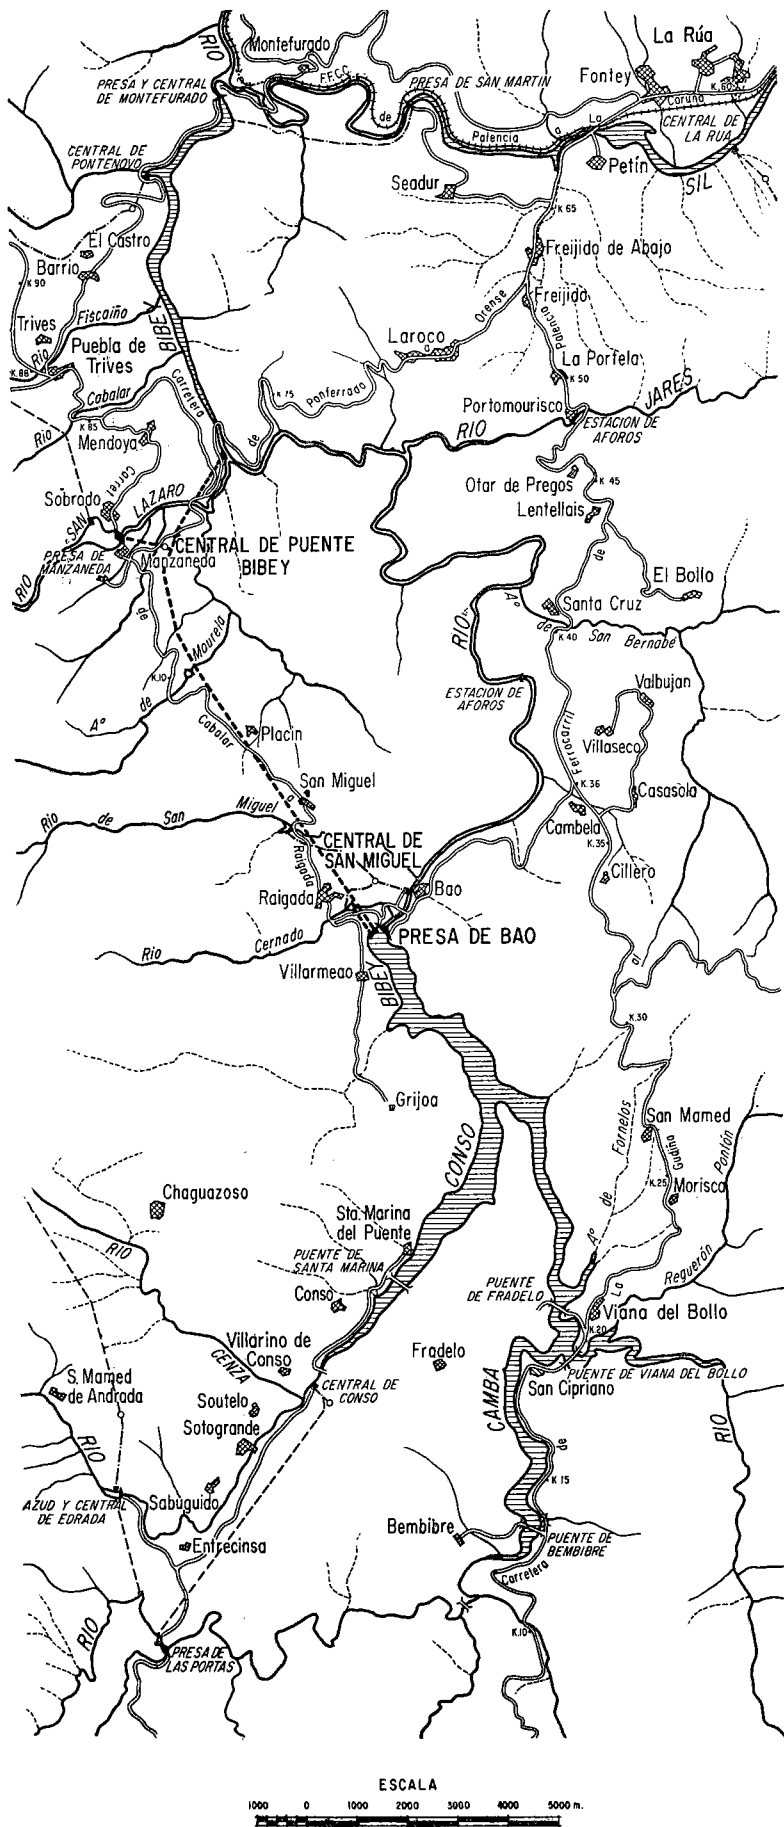 RIO
Montefurado
La Rúa
PRESA Y CENTRAL
DE MONTEFURADO
F.F.C.C.
PRESA DE SAN MARTIN
Fontey
K.60
de
Palencia
a
La
Coruña
CENTRAL DE
LA RUA
CENTRAL DE
PONTENOVO
Petín
Seadur
SIL
K 65
El Castro
Barrio
Freijido de Abajo
K 90
Fiscaiño
BIBEY
Orense
Freijido
Trives
Rio
Laroco
a
Palencia
Puebla de
Trives
La Portela
K.88
K 75
Ponferrada
K 50
Cabalar
Carretera
Portomourisco
JARES
K 85
Rio
Mendoya
de
RIO
ESTACION DE
AFOROS
Carret.
Otar de Pregos
K 45
Sobrado
LAZARO
Lentellais
SAN
CENTRAL DE PUENTE
BIBEY
PRESA DE
MANZANEDA
Manzaneda
de
El Bollo
RIO
Santa Cruz
de
RIO
Aº
de
San Bernabé
K 40
Mourela
K.10
ESTACION DE
AFOROS
Valbujan
Aº
de
Cabalar
Placin
Villaseco
Ferrocarril
San Miguel
K 36
Casasola
a
Rio
de
San
Miguel
Cambela
CENTRAL DE
SAN MIGUEL
K.35
Raigada
Cillero
Raigada
Bao
Rio
Cernado
PRESA DE BAO
al
Villarmeao
BIBEY
K.30
Grijoa
Fornelos
San Mamed
Pontón
CONSO
Gudiña
Chaguazoso
K.25
Morisca
de
Sta. Marina
del Puente
RIO
Aº
PUENTE DE
SANTA MARINA
Reguerón
PUENTE
DE FRADELO
La
Conso
Viana del Bollo
K.20
Villarino de
Conso
Fradelo
CENZA
PUENTE DE VIANA DEL BOLLO
S. Mamed
de Andrada
CENTRAL DE
CONSO
San Cipriano
CAMBA
Soutelo
RIO
Sotogrande
de
RIO
K 15
AZUD Y CENTRAL
DE EDRADA
Sabuguido
Bembibre
PUENTE DE
BEMBIBRE
Entrecinsa
Carretera
RIO
K.10
PRESA DE
LAS PORTAS
ESCALA
1000 0 1000 2000 3000 4000 5000 m.